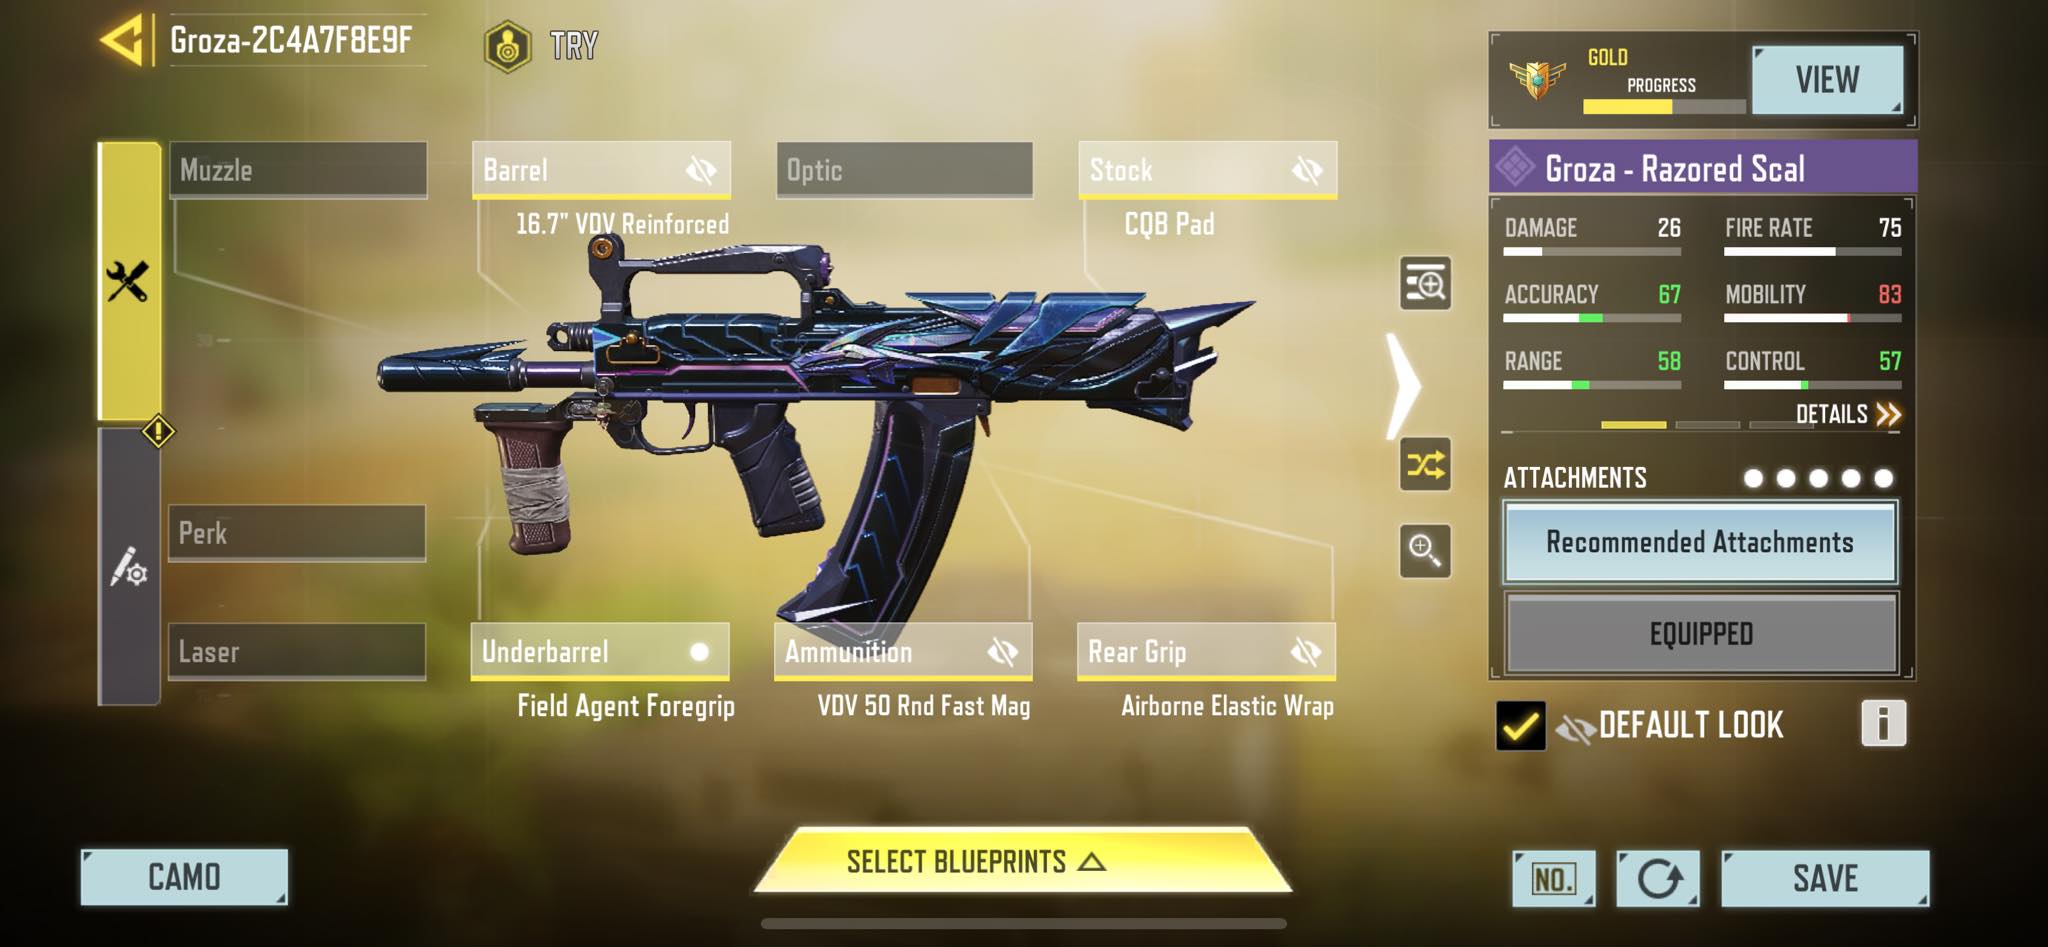 Groza-2C4A7F8E9F
TRY
GOLD
PROGRESS
VIEW
Muzzle
Barrel
16.7" VDV Reinforced
Optic
Stock
CQB Pad
Groza - Razored Scal
DAMAGE 26
FIRE RATE 75
ACCURACY 67
MOBILITY 83
RANGE 58
CONTROL 57
DETAILS
ATTACHMENTS
Recommended Attachments
EQUIPPED
Perk
Laser
Underbarrel
Field Agent Foregrip
Ammunition
VDV 50 Rnd Fast Mag
Rear Grip
Airborne Elastic Wrap
DEFAULT LOOK
i
CAMO
SELECT BLUEPRINTS
NO.
SAVE